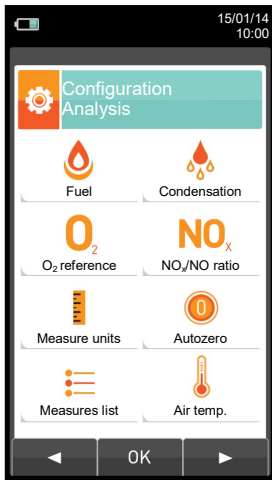 15/01/14
10:00
Configuration
Analysis
Fuel
Condensation
O₂
NOₓ
O₂ reference
NOₓ/NO ratio
0
Measure units
Autozero
Measures list
Air temp.
OK